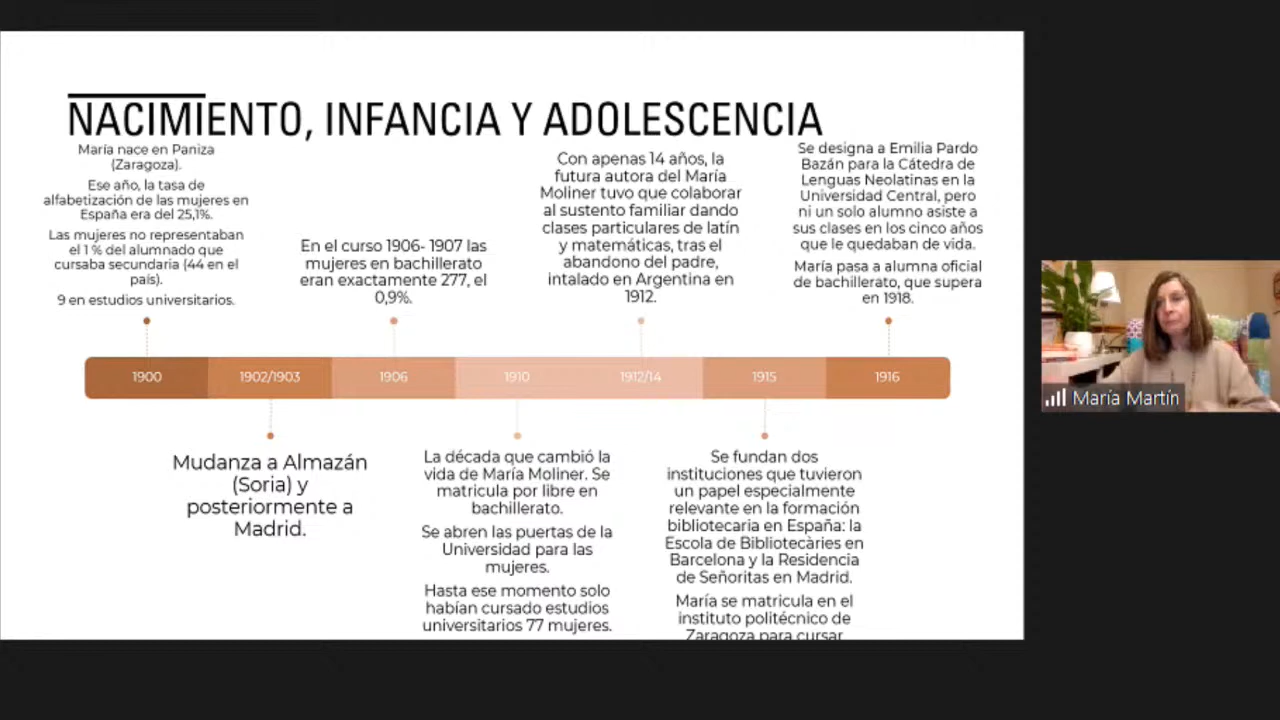 NACIMIENTO, INFANCIA Y ADOLESCENCIA
María nace en Paniza
(Zaragoza).
Ese año, la tasa de
alfabetización de las mujeres en
España era del 25,1%.
Las mujeres no representaban
el 1 % del alumnado que
cursaba secundaria (44 en el
país).
9 en estudios universitarios.
En el curso 1906- 1907 las
mujeres en bachillerato
eran exactamente 277, el
0,9%.
Con apenas 14 años, la
futura autora del María
Moliner tuvo que colaborar
al sustento familiar dando
clases particulares de latín
y matemáticas, tras el
abandono del padre,
intalado en Argentina en
1912.
Se designa a Emilia Pardo
Bazán para la Cátedra de
Lenguas Neolatinas en la
Universidad Central, pero
ni un solo alumno asiste a
sus clases en los cinco años
que le quedaban de vida.
María pasa a alumna oficial
de bachillerato, que supera
en 1918.
1900
1902/1903
1906
1910
1912/14
1915
1916
Mudanza a Almazán
(Soria) y
posteriormente a
Madrid.
La década que cambió la
vida de María Moliner. Se
matricula por libre en
bachillerato.
Se abren las puertas de la
Universidad para las
mujeres.
Hasta ese momento solo
habían cursado estudios
universitarios 77 mujeres.
Se fundan dos
instituciones que tuvieron
un papel especialmente
relevante en la formación
bibliotecaria en España: la
Escola de Bibliotecàries en
Barcelona y la Residencia
de Señoritas en Madrid.
María se matricula en el
instituto politécnico de
Zaragoza para cursar
María Martín